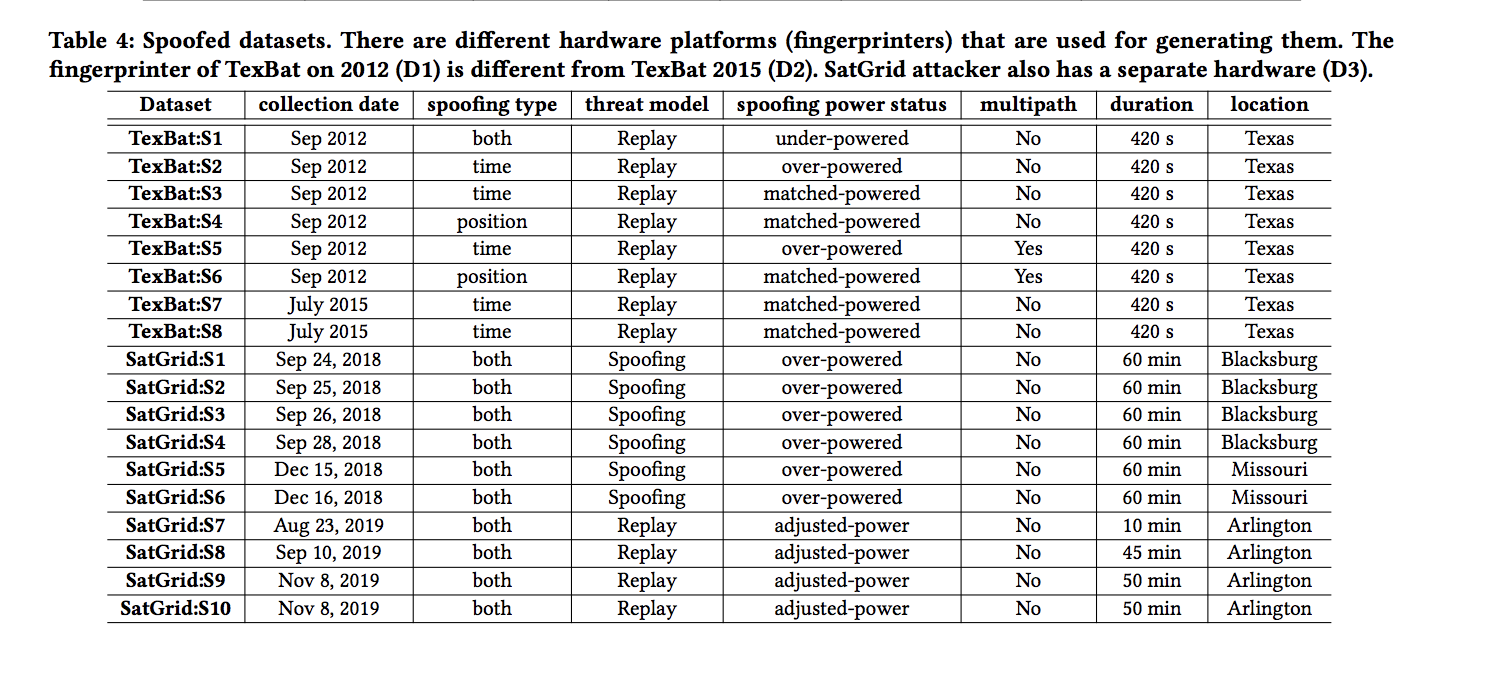 Table 4: Spoofed datasets. There are different hardware platforms (fingerprinters) that are used for generating them. The
fingerprinter of TexBat on 2012 (D1) is different from TexBat 2015 (D2). SatGrid attacker also has a separate hardware (D3).
Dataset collection date spoofing type threat model spoofing power status multipath duration location
TexBat:S1 Sep 2012 both Replay under-powered No 420 s Texas
TexBat:S2 Sep 2012 time Replay over-powered No 420 s Texas
TexBat:S3 Sep 2012 time Replay matched-powered No 420 s Texas
TexBat:S4 Sep 2012 position Replay matched-powered No 420 s Texas
TexBat:S5 Sep 2012 time Replay over-powered Yes 420 s Texas
TexBat:S6 Sep 2012 position Replay matched-powered Yes 420 s Texas
TexBat:S7 July 2015 time Replay matched-powered No 420 s Texas
TexBat:S8 July 2015 time Replay matched-powered No 420 s Texas
SatGrid:S1 Sep 24, 2018 both Spoofing over-powered No 60 min Blacksburg
SatGrid:S2 Sep 25, 2018 both Spoofing over-powered No 60 min Blacksburg
SatGrid:S3 Sep 26, 2018 both Spoofing over-powered No 60 min Blacksburg
SatGrid:S4 Sep 28, 2018 both Spoofing over-powered No 60 min Blacksburg
SatGrid:S5 Dec 15, 2018 both Spoofing over-powered No 60 min Missouri
SatGrid:S6 Dec 16, 2018 both Spoofing over-powered No 60 min Missouri
SatGrid:S7 Aug 23, 2019 both Replay adjusted-power No 10 min Arlington
SatGrid:S8 Sep 10, 2019 both Replay adjusted-power No 45 min Arlington
SatGrid:S9 Nov 8, 2019 both Replay adjusted-power No 50 min Arlington
SatGrid:S10 Nov 8, 2019 both Replay adjusted-power No 50 min Arlington